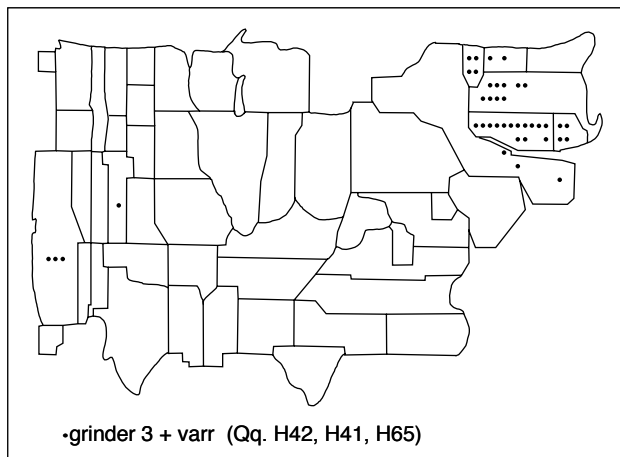 •grinder 3 + varr (Qq. H42, H41, H65)